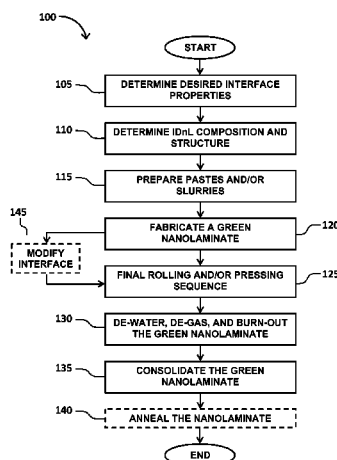 100
START
105
DETERMINE DESIRED INTERFACE
PROPERTIES
110
DETERMINE IDnL COMPOSITION AND
STRUCTURE
115
PREPARE PASTES AND/OR
SLURRIES
145
FABRICATE A GREEN
NANOLAMINATE
120
MODIFY
INTERFACE
FINAL ROLLING AND/OR PRESSING
SEQUENCE
125
130
DE-WATER, DE-GAS, AND BURN-OUT
THE GREEN NANOLAMINATE
135
CONSOLIDATE THE GREEN
NANOLAMINATE
140
ANNEAL THE NANOLAMINATE
END